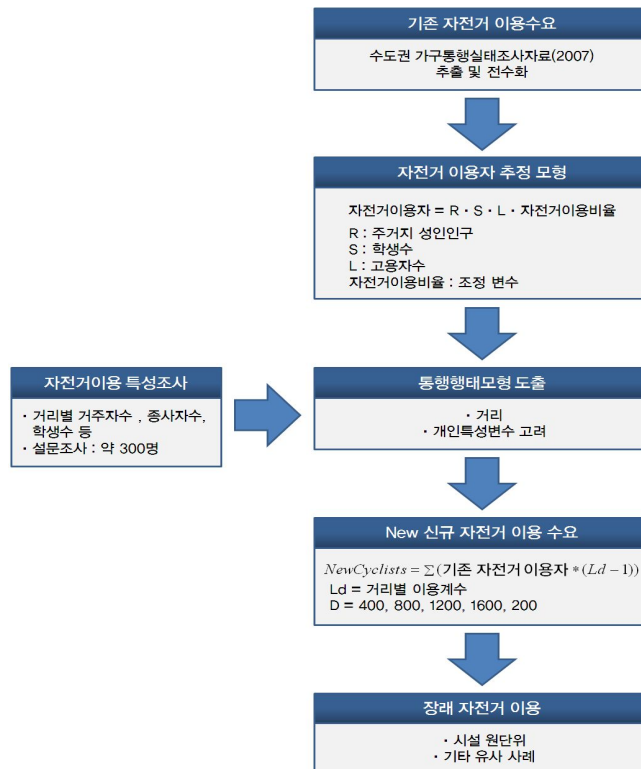 기존 자전거 이용수요
수도권 가구통행실태조사자료(2007)
추출 및 전수화
자전거 이용자 추정 모형
자전거이용자 = R · S · L · 자전거이용비율
R : 주거지 성인인구
S : 학생수
L : 고용자수
자전거이용비율 : 조정 변수
자전거이용 특성조사
· 거리별 거주자수 , 종사자수,
학생수 등
· 설문조사 : 약 300명
통행행태모형 도출
· 거리
· 개인특성변수 고려
New 신규 자전거 이용 수요
NewCyclists = Σ(기존 자전거 이용자 * (Ld − 1))
Ld = 거리별 이용계수
D = 400, 800, 1200, 1600, 200
장래 자전거 이용
· 시설 원단위
· 기타 유사 사례